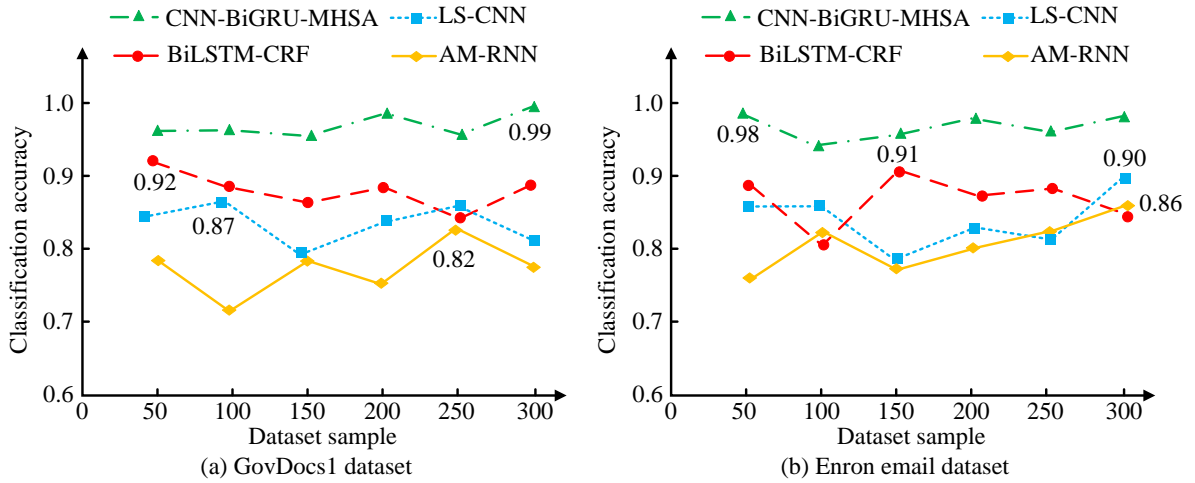 CNN-BiGRU-MHSA LS-CNN
BiLSTM-CRF AM-RNN
Classification accuracy
1.0
0.9
0.8
0.7
0.6
0.99
0.92
0.87
0.82
0 50 100 150 200 250 300
Dataset sample
(a) GovDocs1 dataset
CNN-BiGRU-MHSA LS-CNN
BiLSTM-CRF AM-RNN
Classification accuracy
1.0
0.9
0.8
0.7
0.6
0.98
0.91
0.90
0.86
0 50 100 150 200 250 300
Dataset sample
(b) Enron email dataset